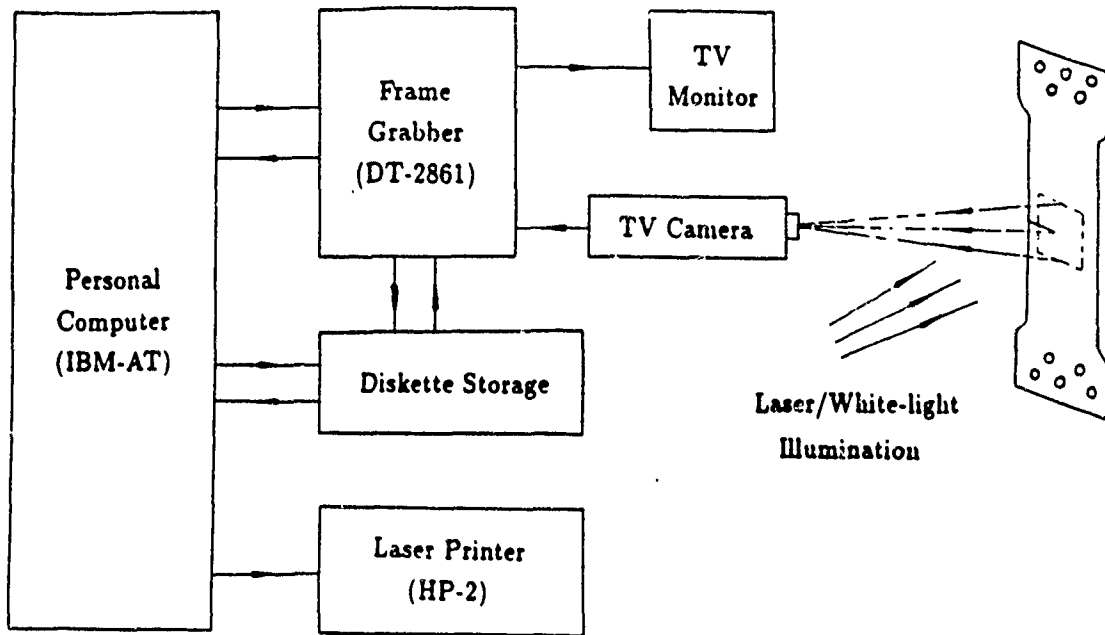 Personal
Computer
(IBM-AT)
Frame
Grabber
(DT-2861)
TV
Monitor
TV Camera
Diskette Storage
Laser Printer
(HP-2)
Laser/White-light
Illumination